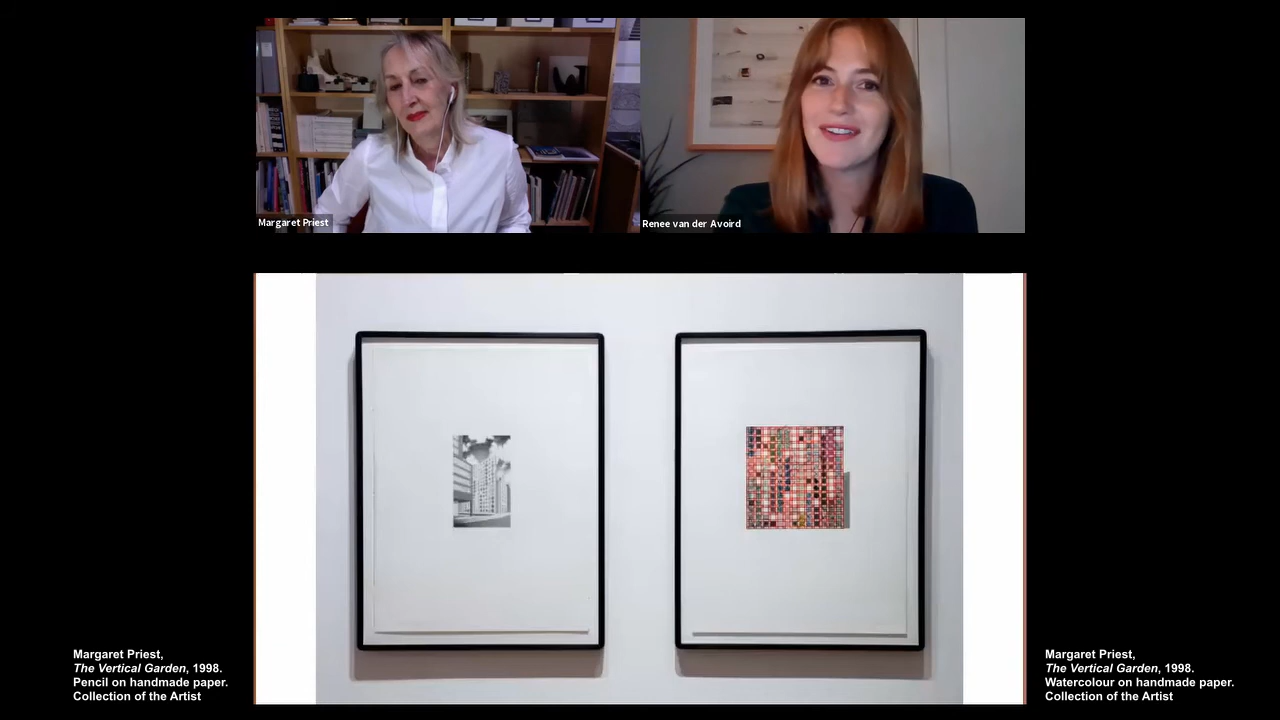 Margaret Priest
Renee van der Avoird
Margaret Priest,
The Vertical Garden, 1998.
Pencil on handmade paper.
Collection of the Artist
Margaret Priest,
The Vertical Garden, 1998.
Watercolour on handmade paper.
Collection of the Artist